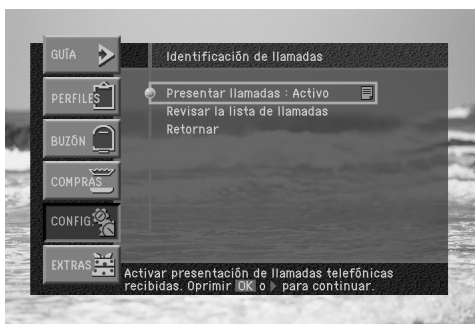 GUÍA
Identificación de llamadas
PERFILES
Presentar llamadas : Activo
Revisar la lista de llamadas
Retornar
BUZÓN
COMPRAS
CONFIG.
EXTRAS
Activar presentación de llamadas telefónicas
recibidas. Oprimir OK o para continuar.